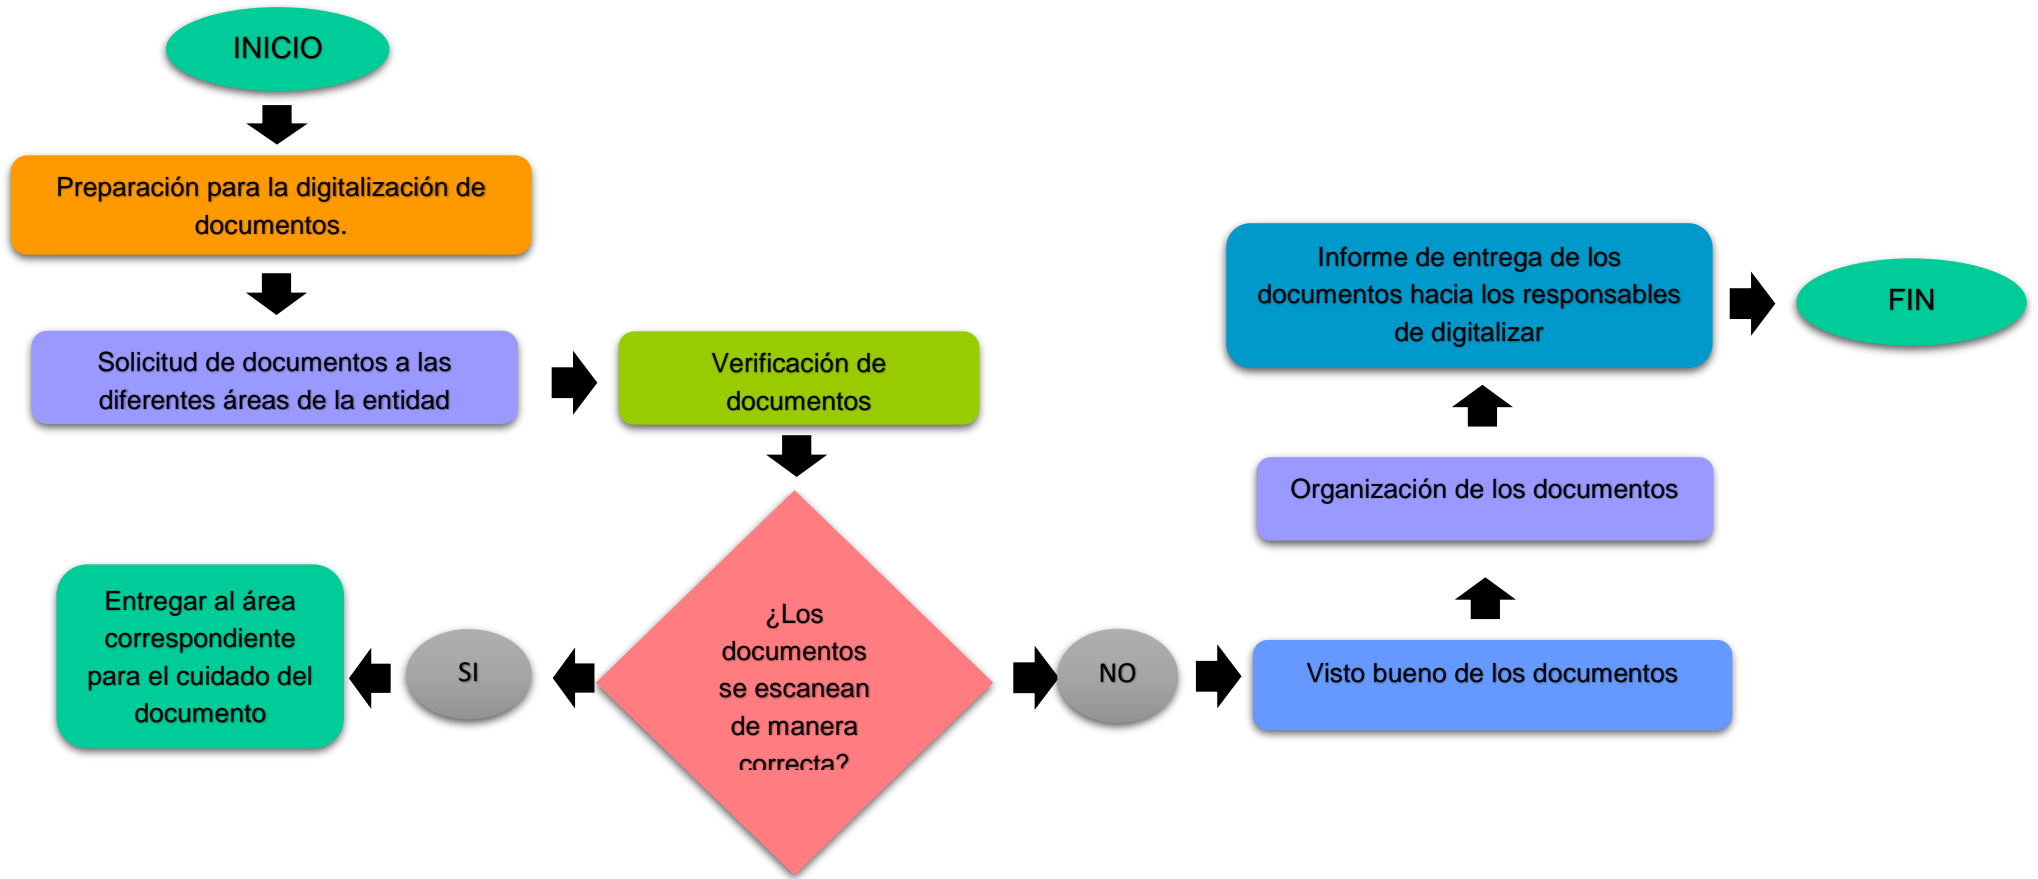 INICIO
Preparación para la digitalización de
documentos.
Solicitud de documentos a las
diferentes áreas de la entidad
Verificación de
documentos
¿Los
documentos
se escanean
de manera
correcta?
SI
Entregar al área
correspondiente
para el cuidado del
documento
NO
Visto bueno de los documentos
Organización de los documentos
Informe de entrega de los
documentos hacia los responsables
de digitalizar
FIN